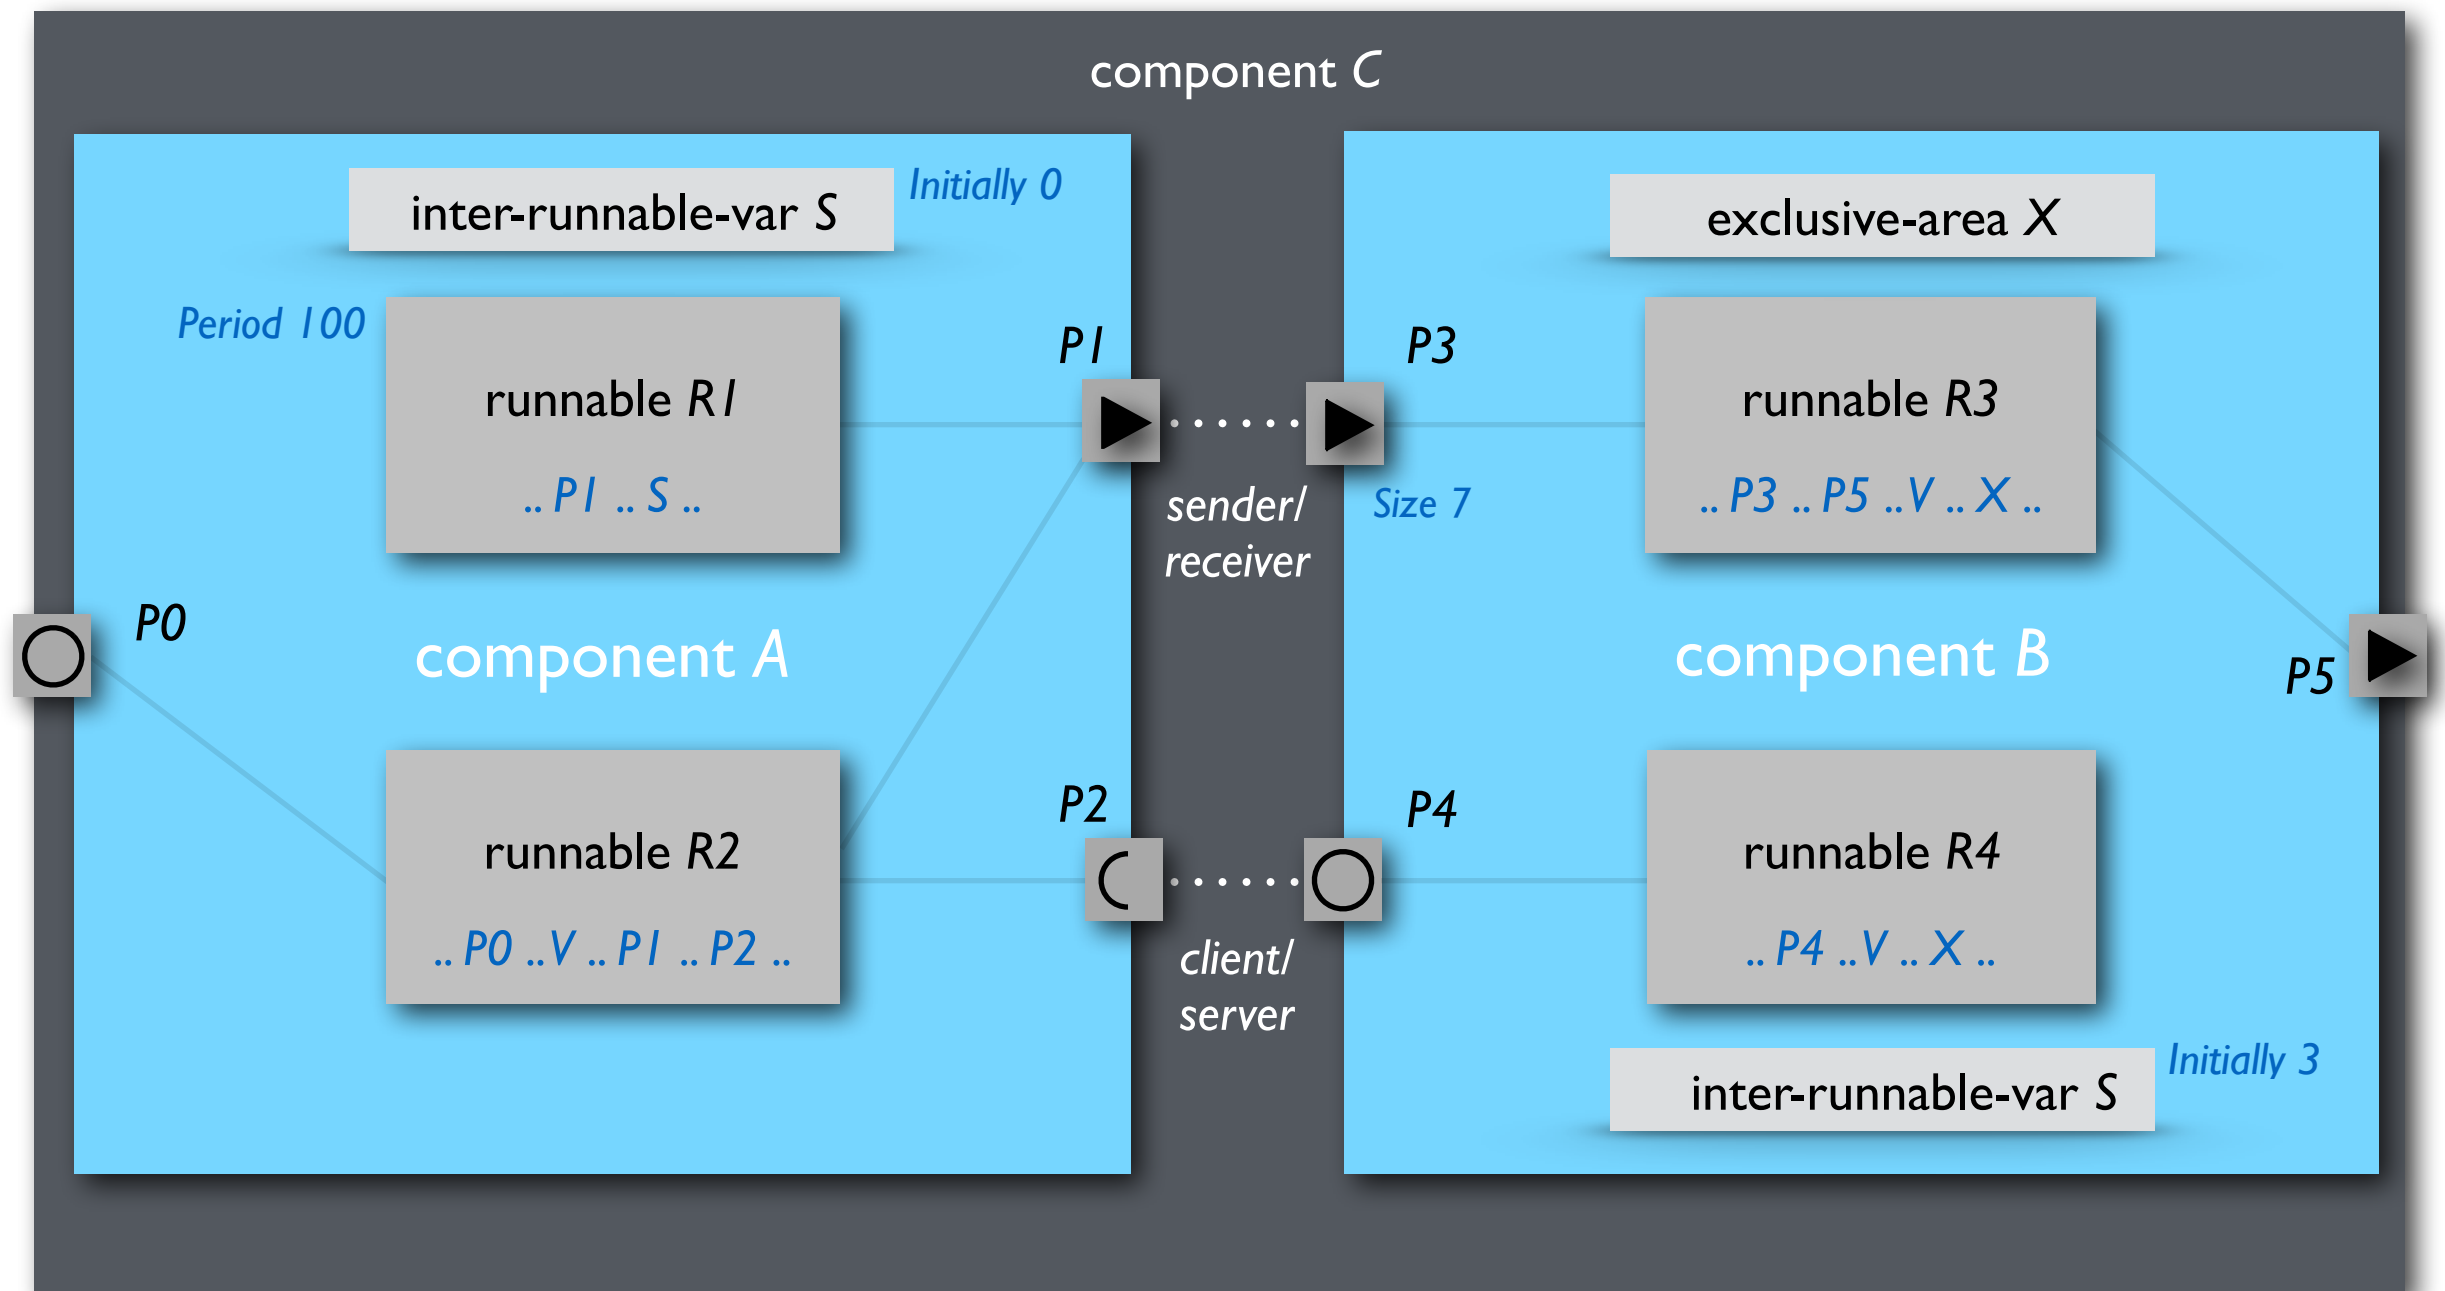 component C
inter-runnable-var S
Initially 0
Period 100
runnable R1
.. P1 .. S ..
P1
P0
component A
runnable R2
.. P0 .. V .. P1 .. P2 ..
P2
sender/
receiver
client/
server
exclusive-area X
P3
Size 7
runnable R3
.. P3 .. P5 .. V .. X ..
component B
P5
P4
runnable R4
.. P4 .. V .. X ..
inter-runnable-var S
Initially 3